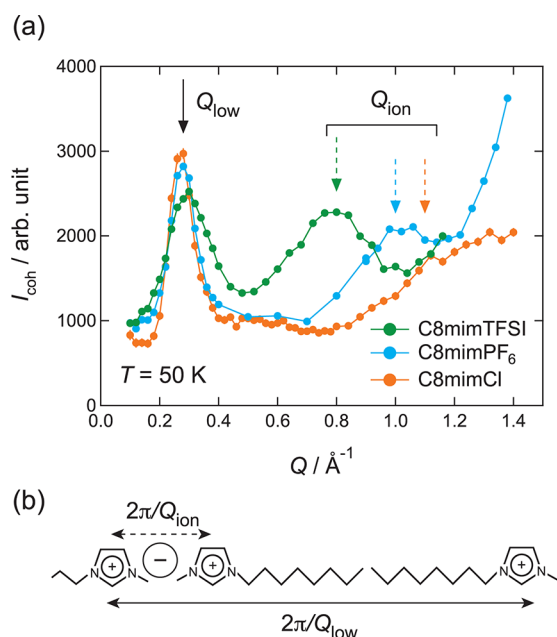 (a)
4000
3000
2000
1000
0
I_coh / arb. unit
Q_low
Q_ion
C8mimTFSI
C8mimPF₆
C8mimCl
T = 50 K
0.0 0.2 0.4 0.6 0.8 1.0 1.2 1.4
Q / Å⁻¹
(b)
2π/Q_ion
N + N − N + N N + N
2π/Q_low